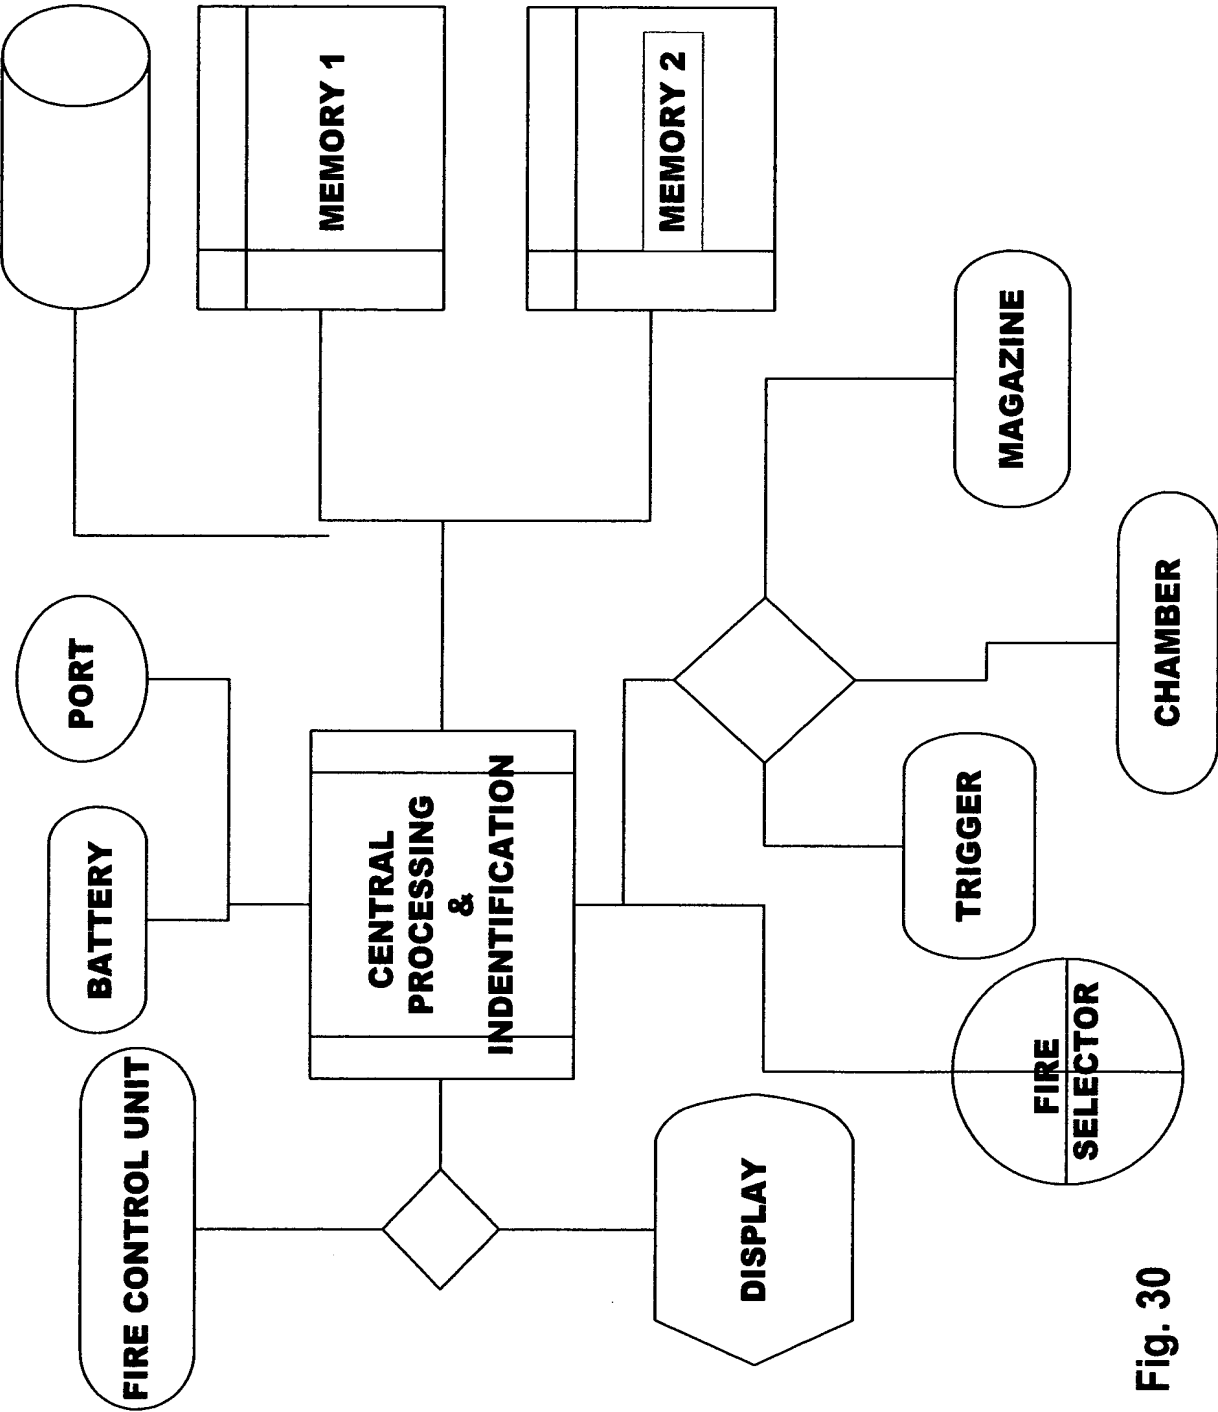 FIRE CONTROL UNIT
BATTERY
PORT
MEMORY 1
CENTRAL
PROCESSING
&
INDENTIFICATION
MEMORY 2
DISPLAY
TRIGGER
MAGAZINE
FIRE
SELECTOR
CHAMBER
Fig. 30